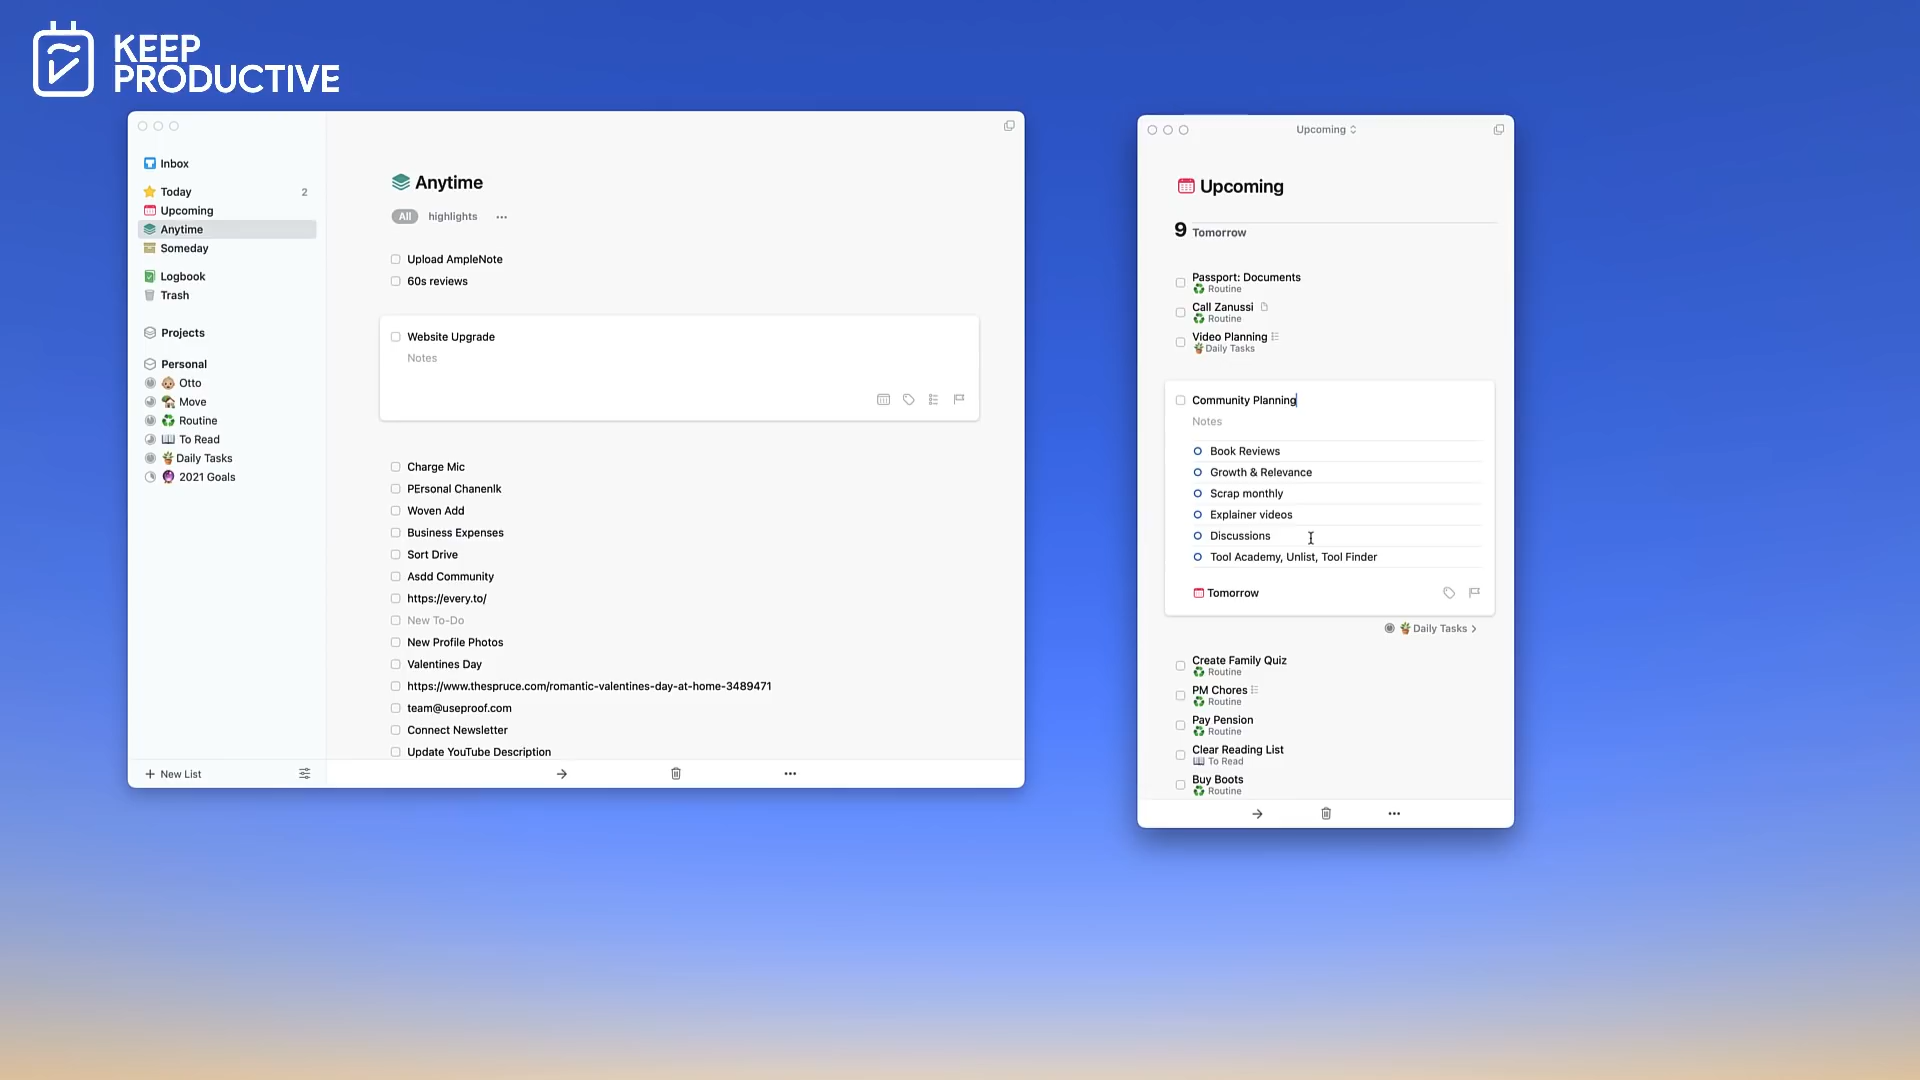 KEEP
PRODUCTIVE
Inbox
Today 2
Upcoming
Anytime
Someday
Logbook
Trash
Projects
Personal
Otto
Move
Routine
To Read
Daily Tasks
2021 Goals
New List
Anytime
All highlights
Upload AmpleNote
60s reviews
Website Upgrade
Notes
Charge Mic
PErsonal Chanenlk
Woven Add
Business Expenses
Sort Drive
Asdd Community
https://every.to/
New To-Do
New Profile Photos
Valentines Day
https://www.thespruce.com/romantic-valentines-day-at-home-3489471
team@useproof.com
Connect Newsletter
Update YouTube Description
Upcoming
Upcoming
9 Tomorrow
Passport: Documents
Routine
Call Zanussi
Routine
Video Planning
Daily Tasks
Community Planning
Notes
Book Reviews
Growth & Relevance
Scrap monthly
Explainer videos
Discussions
Tool Academy, Unlist, Tool Finder
Tomorrow
Daily Tasks
Create Family Quiz
Routine
PM Chores
Routine
Pay Pension
Routine
Clear Reading List
To Read
Buy Boots
Routine